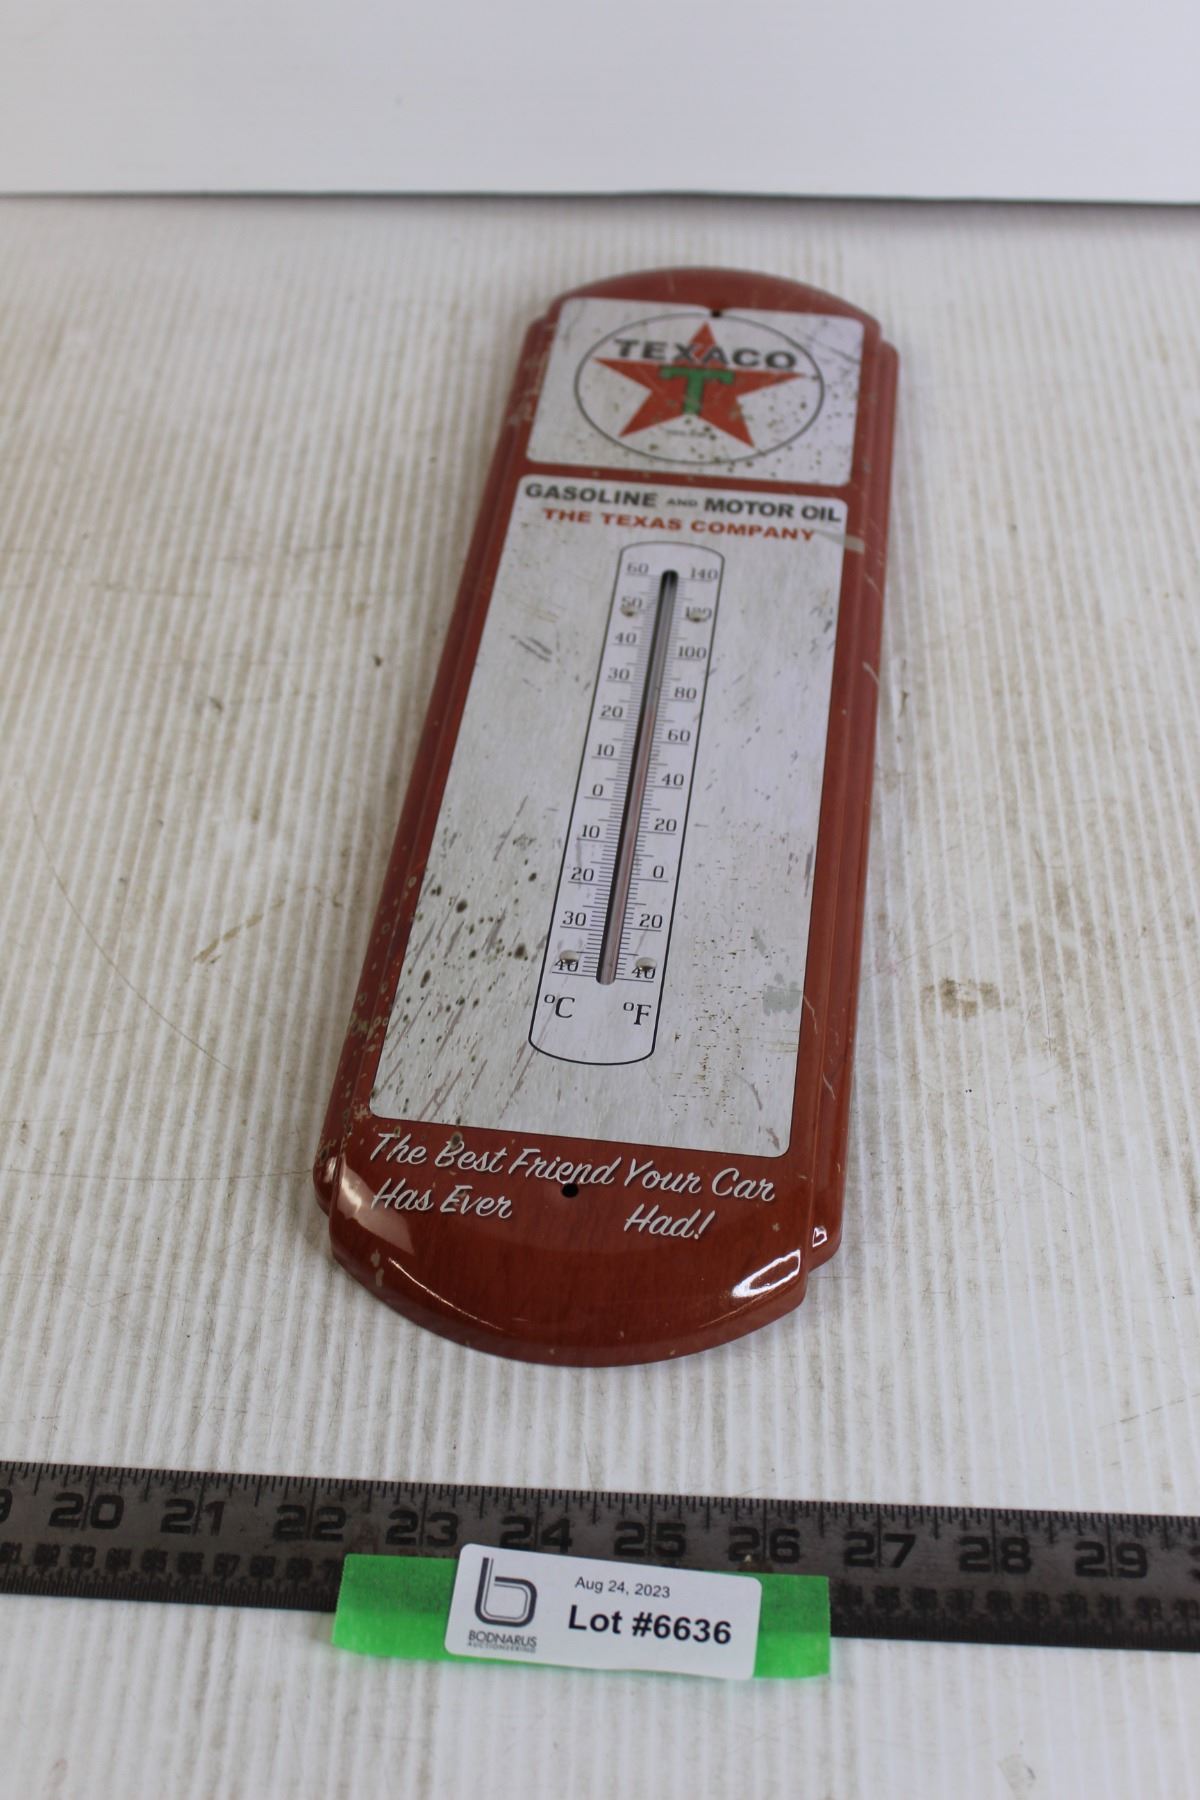 TEXACO
T
GASOLINE AND MOTOR OIL
THE TEXAS COMPANY
60 140
50 120
40 100
30 80
20 60
10 40
0 20
10 0
20 20
30 40
40
°C °F
The Best Friend Your Car
Has Ever Had!
20 21 22 23 24 25 26 27 28 29
Aug 24, 2023
Lot #6636
BODNARUS
AUCTIONEERING